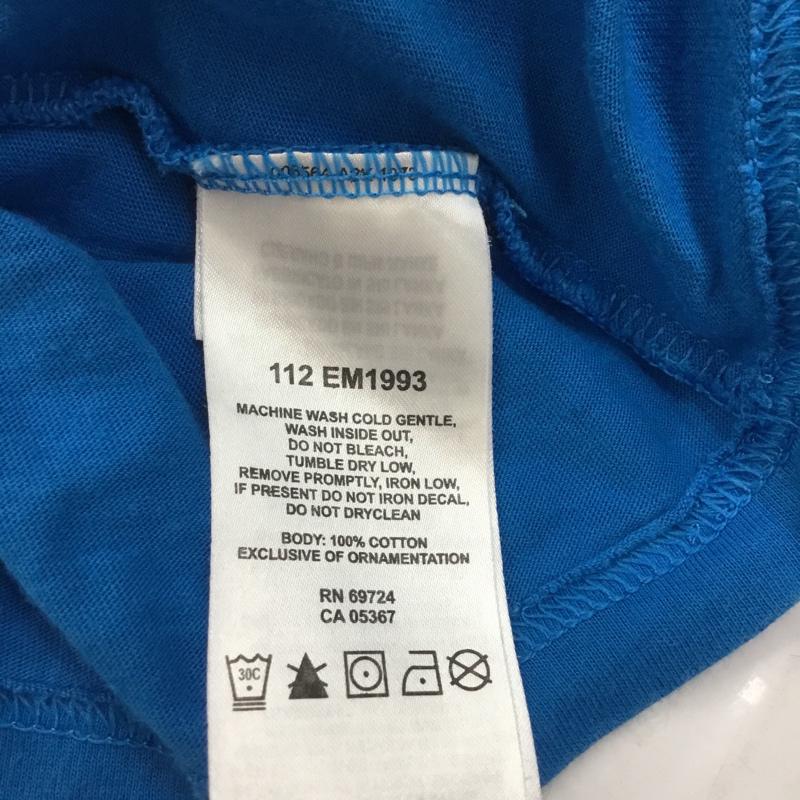 112 EM1993
MACHINE WASH COLD GENTLE,
WASH INSIDE OUT,
DO NOT BLEACH,
TUMBLE DRY LOW,
REMOVE PROMPTLY, IRON LOW,
IF PRESENT DO NOT IRON DECAL,
DO NOT DRYCLEAN
BODY: 100% COTTON
EXCLUSIVE OF ORNAMENTATION
RN 69724
CA 05367
30C